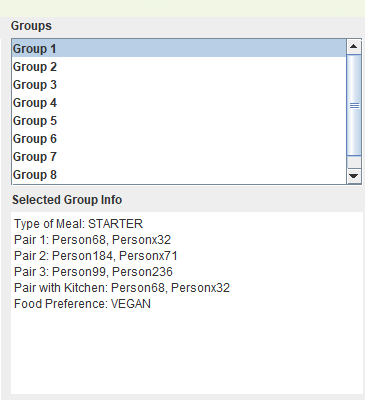 Groups
Group 1
Group 2
Group 3
Group 4
Group 5
Group 6
Group 7
Group 8
Selected Group Info
Type of Meal: STARTER
Pair 1: Person68, Personx32
Pair 2: Person184, Personx71
Pair 3: Person99, Person236
Pair with Kitchen: Person68, Personx32
Food Preference: VEGAN